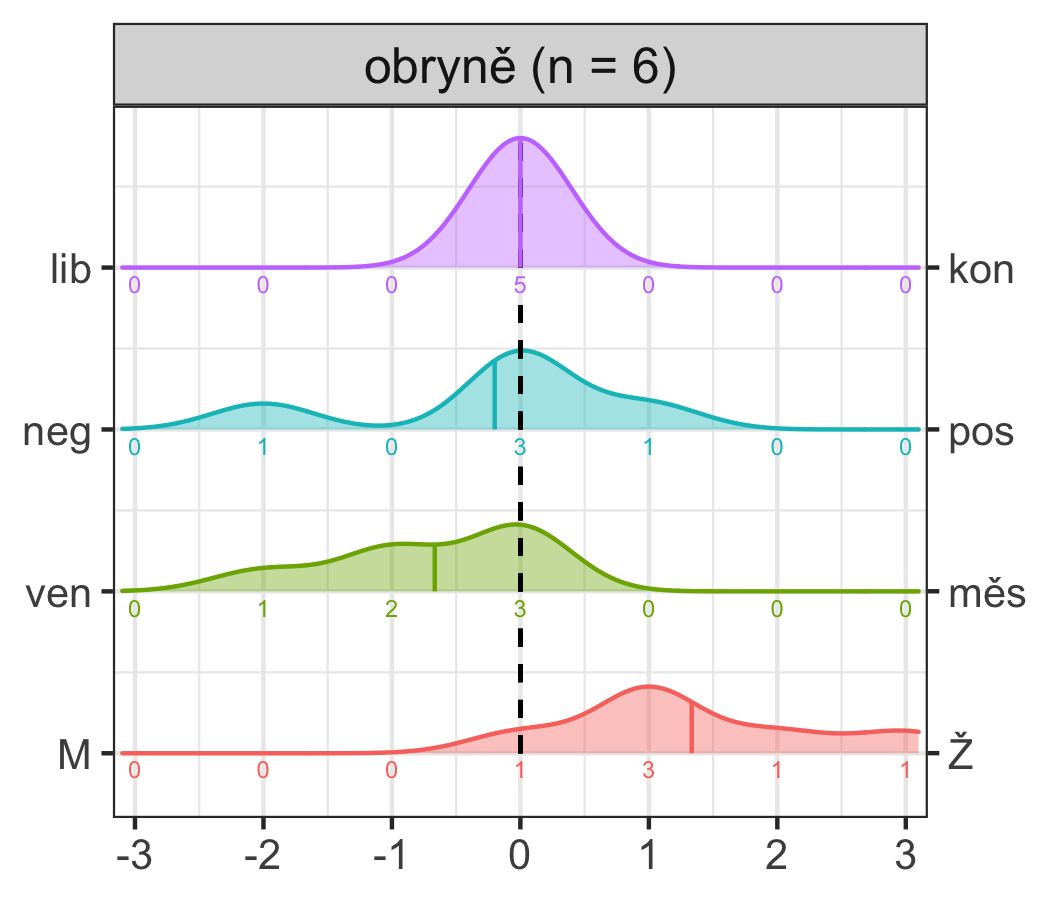 obryně (n = 6)
lib kon
0 0 0 5 0 0 0
neg pos
0 1 0 3 1 0 0
ven měs
0 1 2 3 0 0 0
M Ž
0 0 0 1 3 1 1
-3 -2 -1 0 1 2 3